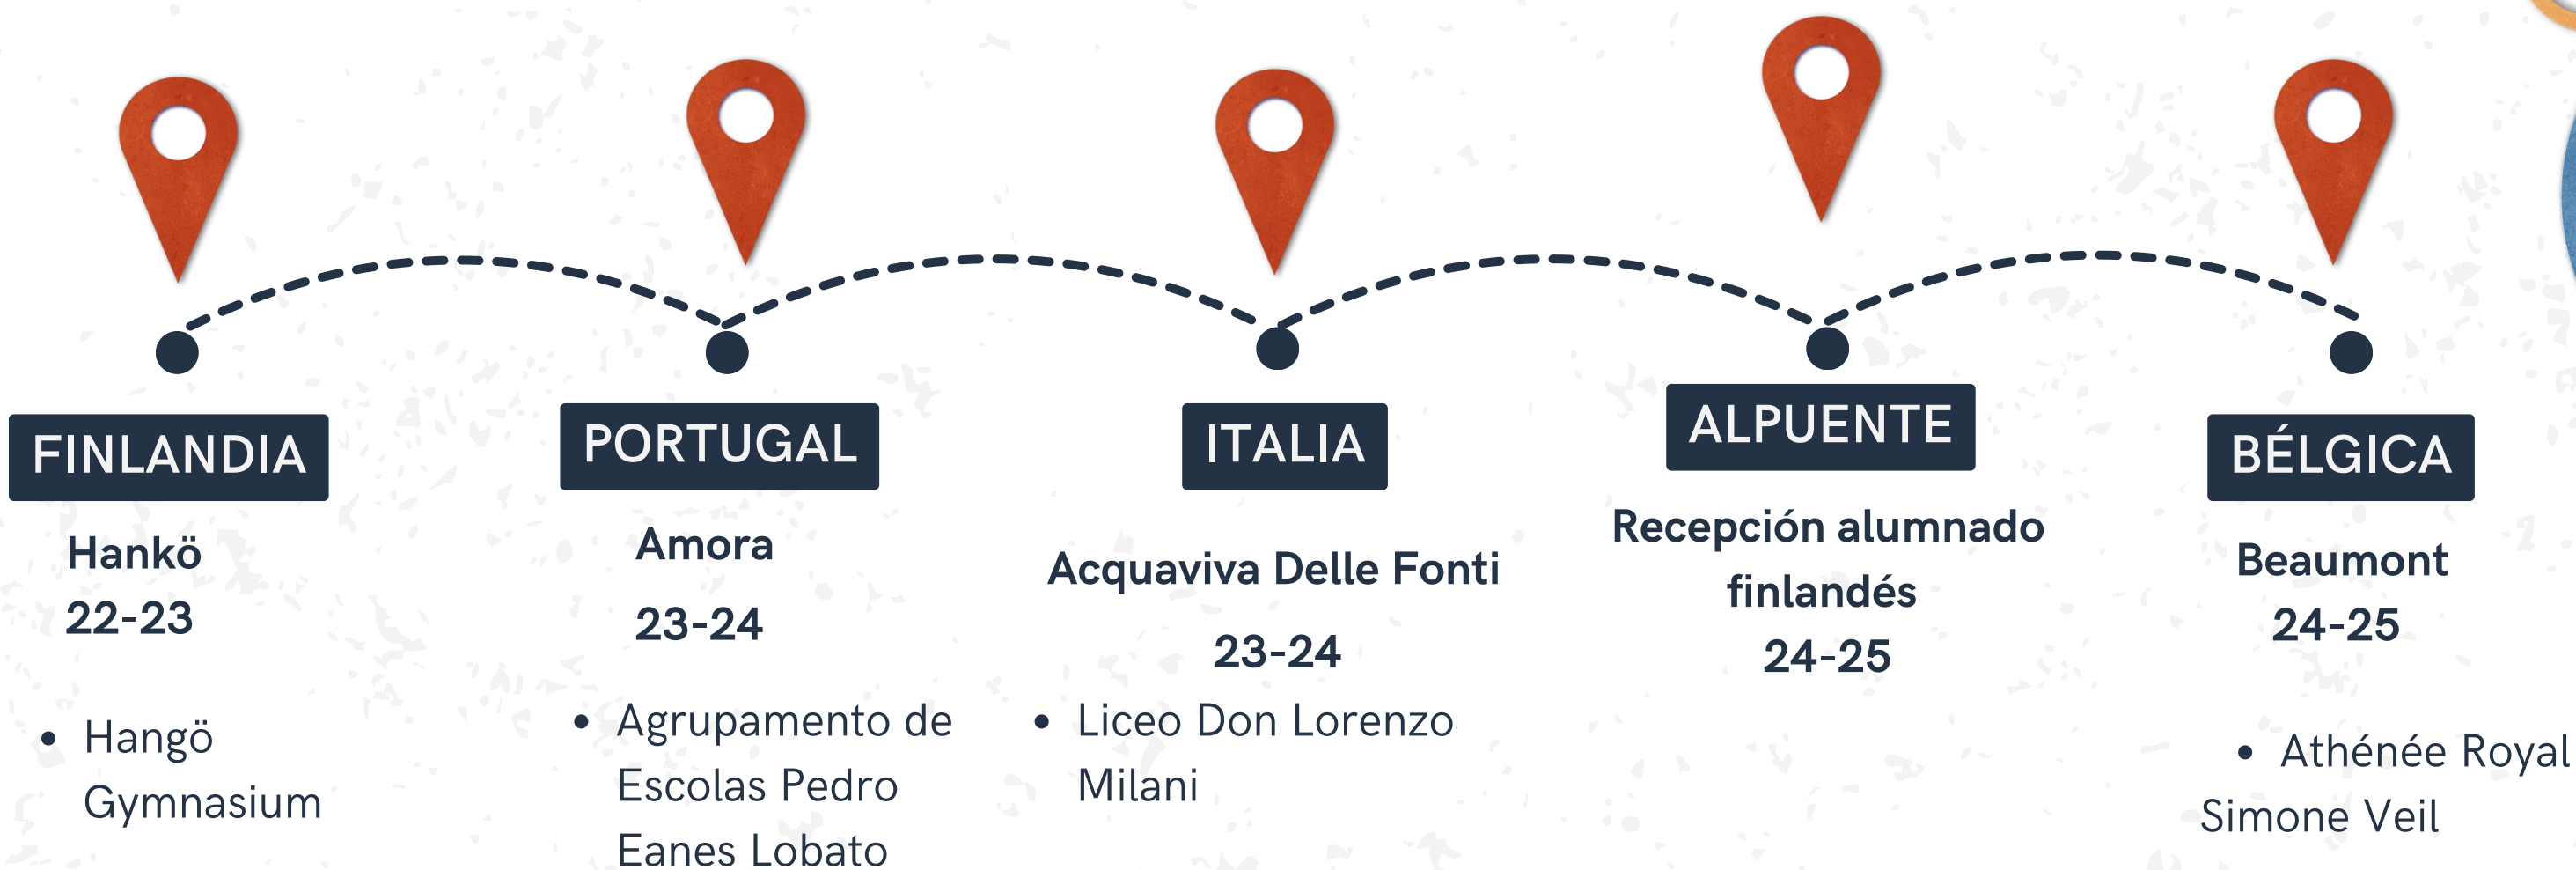 FINLANDIA
Hankö
22-23
• Hangö
Gymnasium
PORTUGAL
Amora
23-24
• Agrupamento de
Escolas Pedro
Eanes Lobato
ITALIA
Acquaviva Delle Fonti
23-24
• Liceo Don Lorenzo
Milani
ALPUENTE
Recepción alumnado
finlandés
24-25
BÉLGICA
Beaumont
24-25
• Athénée Royal
Simone Veil